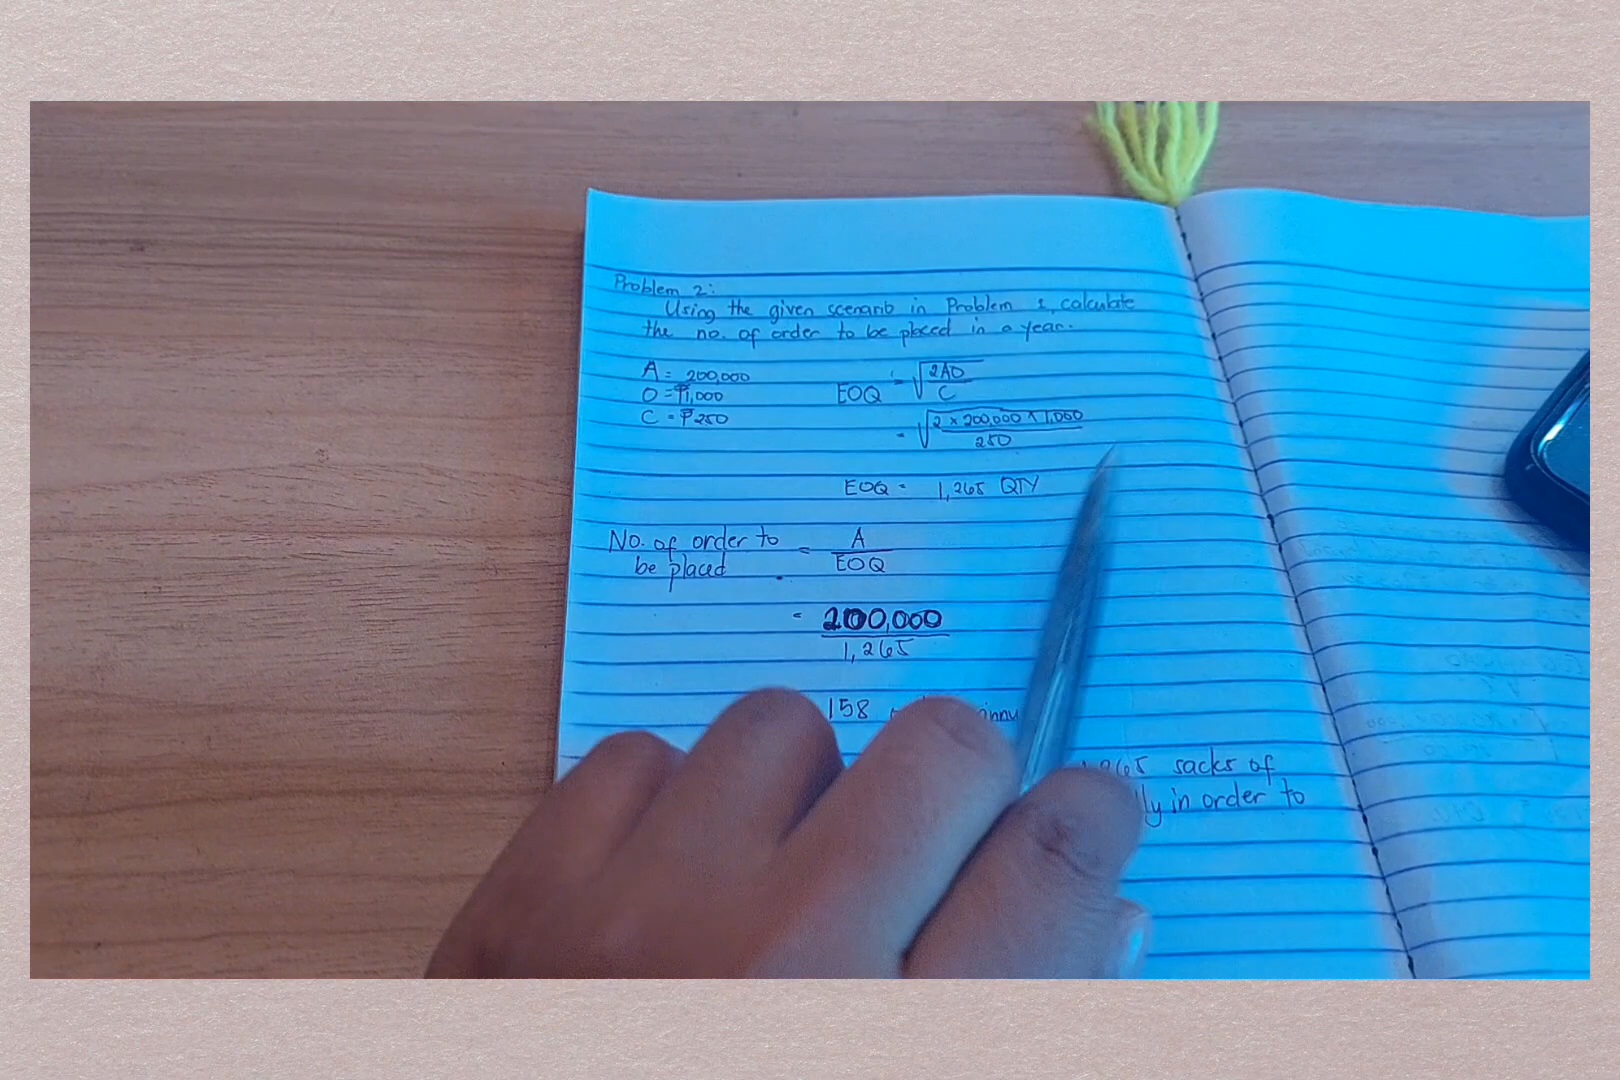 Problem 2:
Using the given scenario in Problem 1, calculate
the no. of order to be placed in a year.
A = 200,000
O = ₱1,000
C = ₱250
EOQ = √2AO
C
= √2 × 200,000 × 1,000
250
EOQ = 1,265 QTY
No. of order to
be placed
= A
EOQ
= 200,000
1,265
158
sacks of
in order to